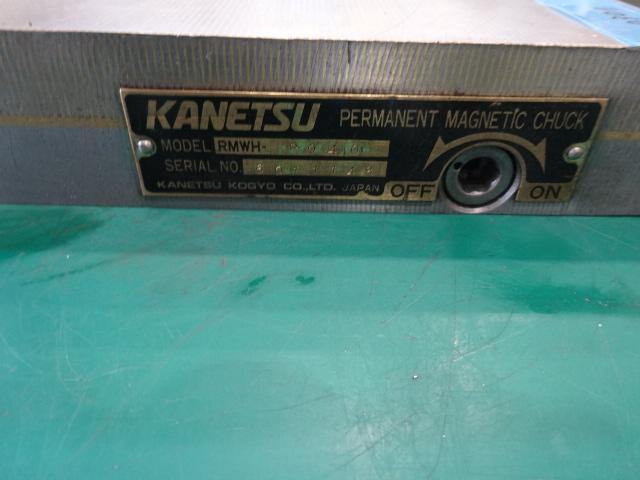 KANETSU PERMANENT MAGNETIC CHUCK
MODEL RMWH-
SERIAL NO.
KANETSU KOGYO CO.,LTD. JAPAN
OFF ON